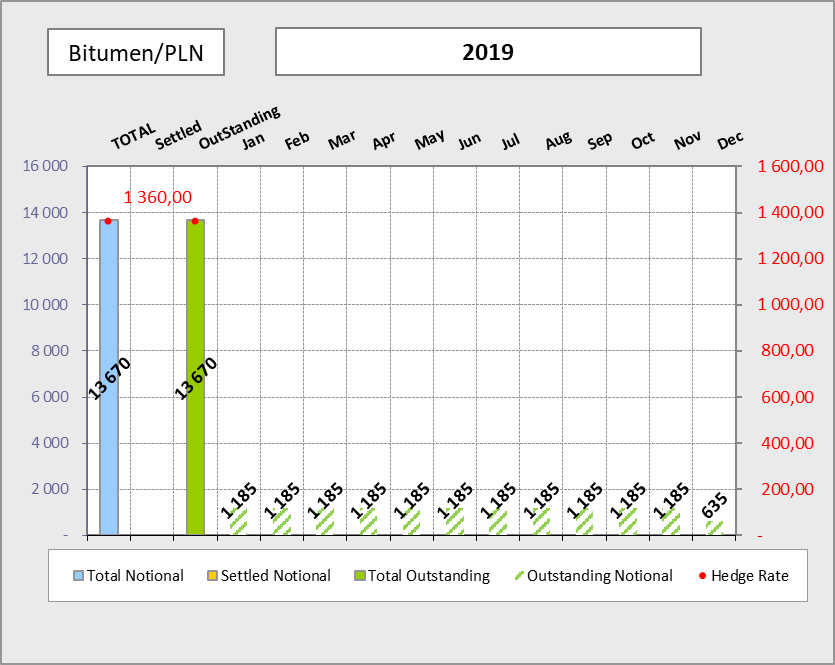 Bitumen/PLN
2019
TOTAL Settled OutStanding Jan Feb Mar Apr May Jun Jul Aug Sep Oct Nov Dec
16 000 1 600,00
1 360,00
14 000 1 400,00
12 000 1 200,00
10 000 1 000,00
8 000 800,00
13 670 13 670
6 000 600,00
4 000 400,00
2 000 200,00
1 185 1 185 1 185 1 185 1 185 1 185 1 185 1 185 1 185 1 185 1 185 635
- -
Total Notional Settled Notional Total Outstanding Outstanding Notional Hedge Rate